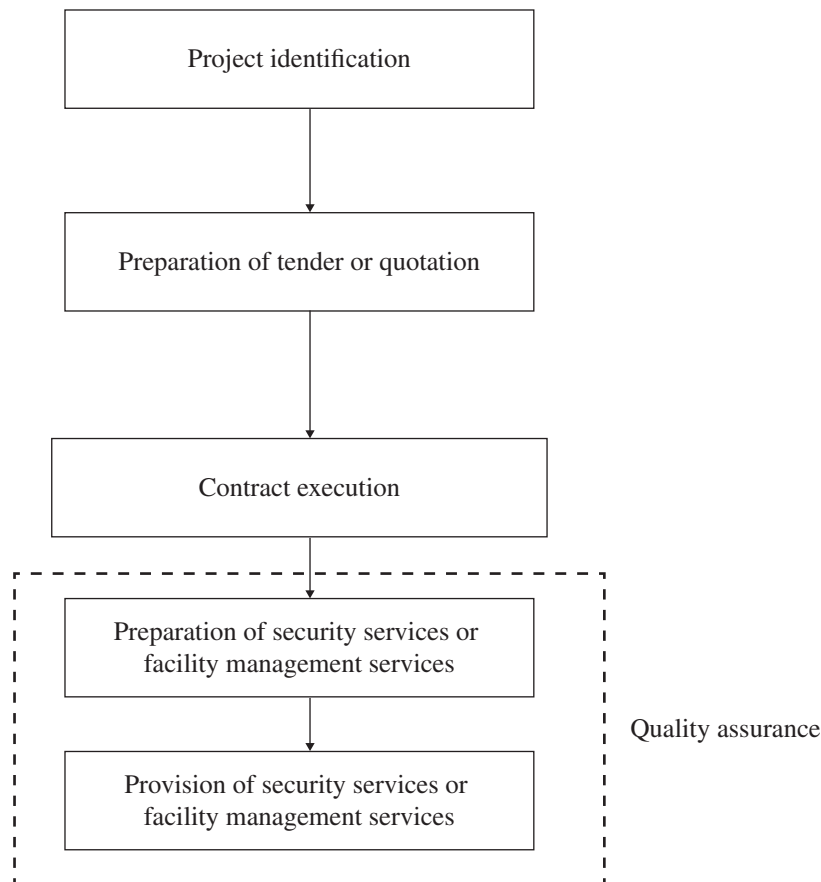 Project identification
Preparation of tender or quotation
Contract execution
Preparation of security services or
facility management services
Quality assurance
Provision of security services or
facility management services